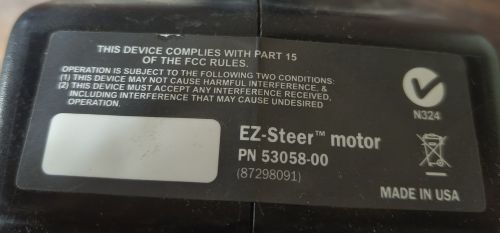 THIS DEVICE COMPLIES WITH PART 15
OF THE FCC RULES.
OPERATION IS SUBJECT TO THE FOLLOWING TWO CONDITIONS:
(1) THIS DEVICE MAY NOT CAUSE HARMFUL INTERFERENCE, &
(2) THIS DEVICE MUST ACCEPT ANY INTERFERENCE RECEIVED,
INCLUDING INTERFERENCE THAT MAY CAUSE UNDESIRED
OPERATION.
N324
EZ-Steer™ motor
PN 53058-00
(87298091)
MADE IN USA